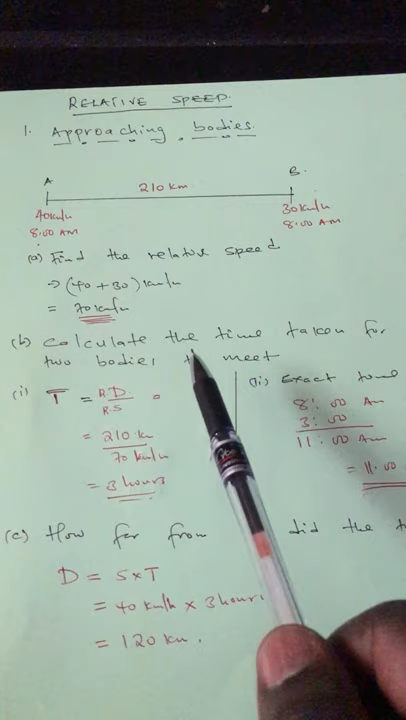 RELATIVE SPEED.
1. Approaching bodies.
A B.
210 km
40km/h 30km/h
8:00 AM 8:00 AM
(a) Find the relative speed
→ (40 + 30) km/h
= 70km/h
(b) Calculate the time taken for
two bodies meet
(i) T = R.D
R.S
= 210 km
70 km/h
= 3 hours
(ii) Exact time
8: 00 Am
3: 00
11. 00 Am
= 11.00
(c) How far from did the
D = S x T
= 40 km/h x 3 hours
= 120 km.